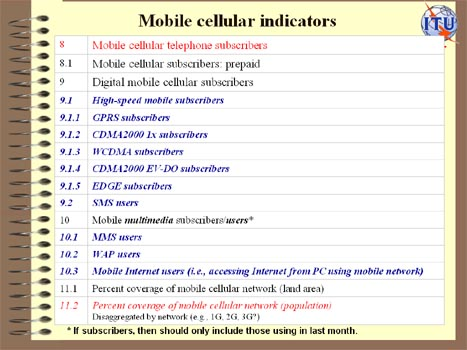 Mobile cellular indicators
ITU
8 Mobile cellular telephone subscribers
8.1 Mobile cellular subscribers: prepaid
9 Digital mobile cellular subscribers
9.1 High-speed mobile subscribers
9.1.1 GPRS subscribers
9.1.2 CDMA2000 1x subscribers
9.1.3 WCDMA subscribers
9.1.4 CDMA2000 EV-DO subscribers
9.1.5 EDGE subscribers
9.2 SMS users
10 Mobile multimedia subscribers/users*
10.1 MMS users
10.2 WAP users
10.3 Mobile Internet users (i.e., accessing Internet from PC using mobile network)
11.1 Percent coverage of mobile cellular network (land area)
11.2 Percent coverage of mobile cellular network (population)
Disaggregated by network (e.g., 1G, 2G, 3G?)
* If subscribers, then should only include those using in last month.